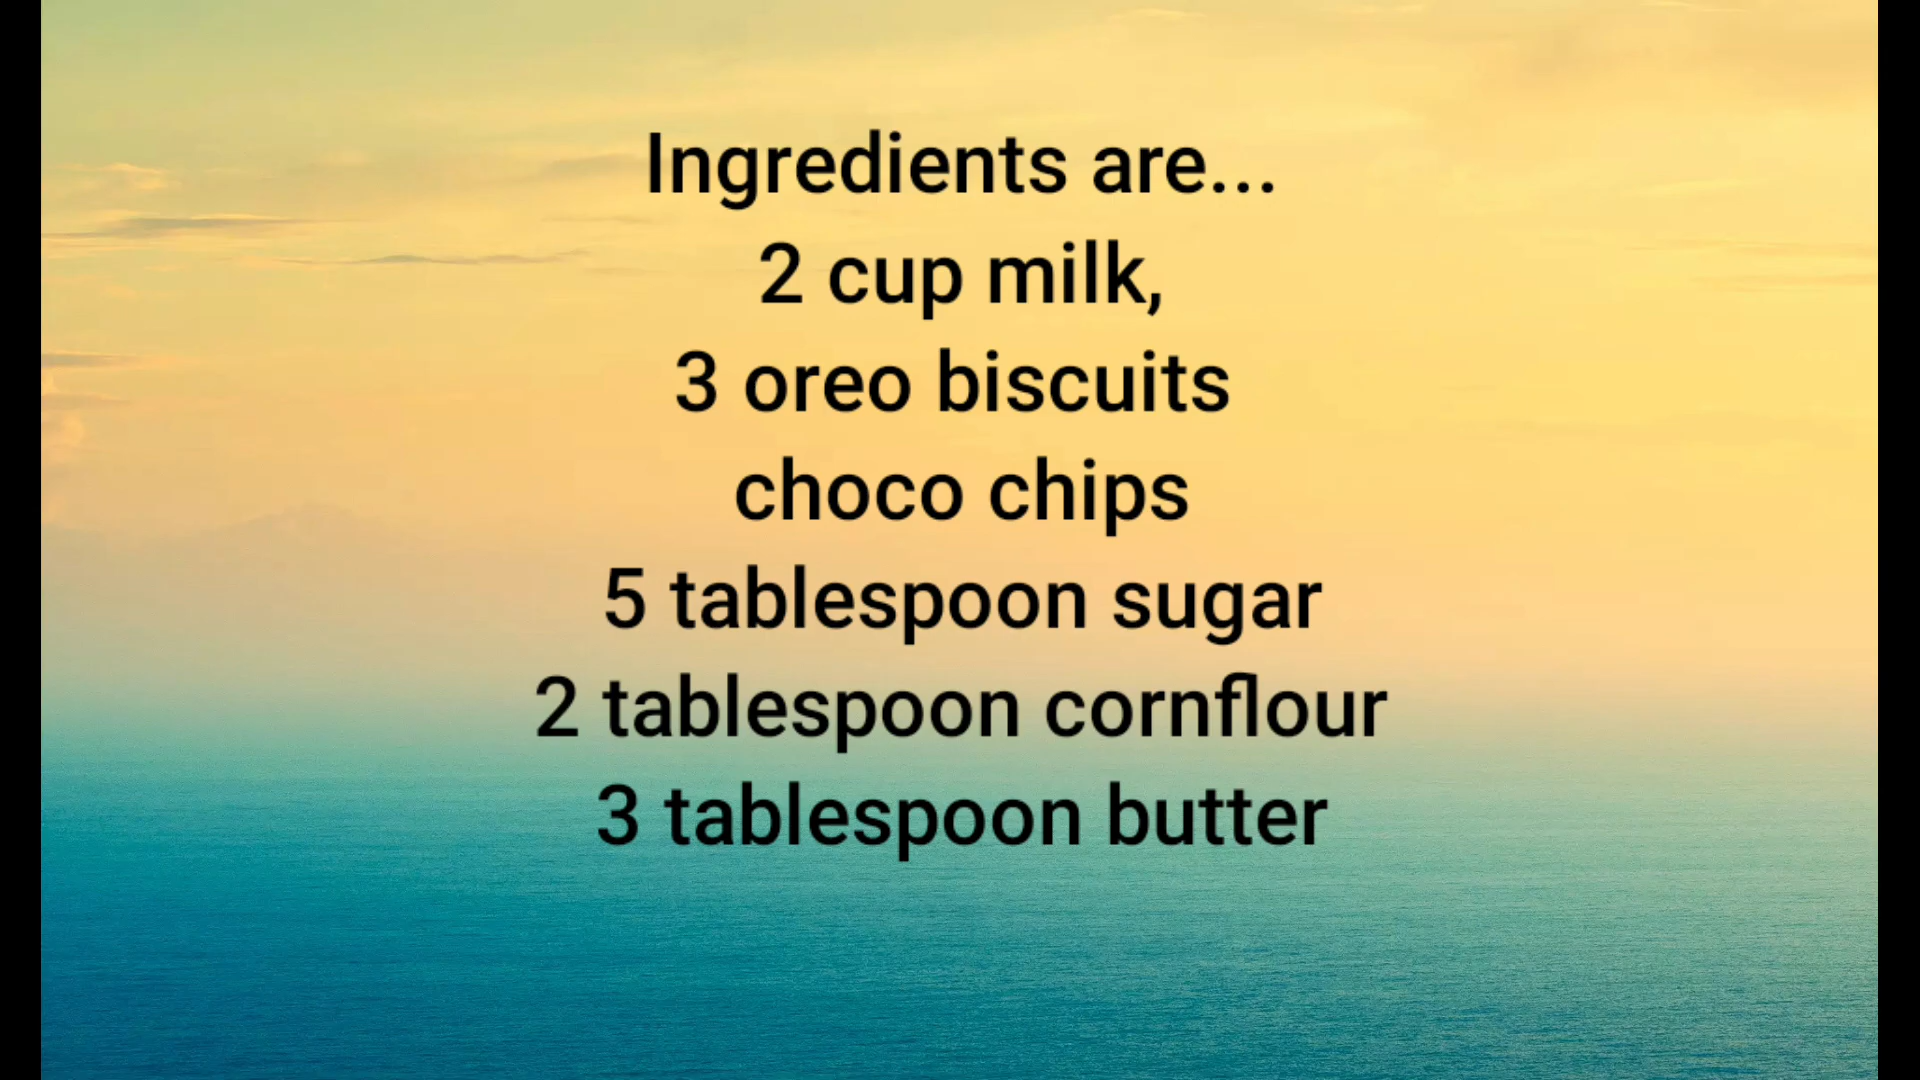 Ingredients are...
2 cup milk,
3 oreo biscuits
choco chips
5 tablespoon sugar
2 tablespoon cornflour
3 tablespoon butter